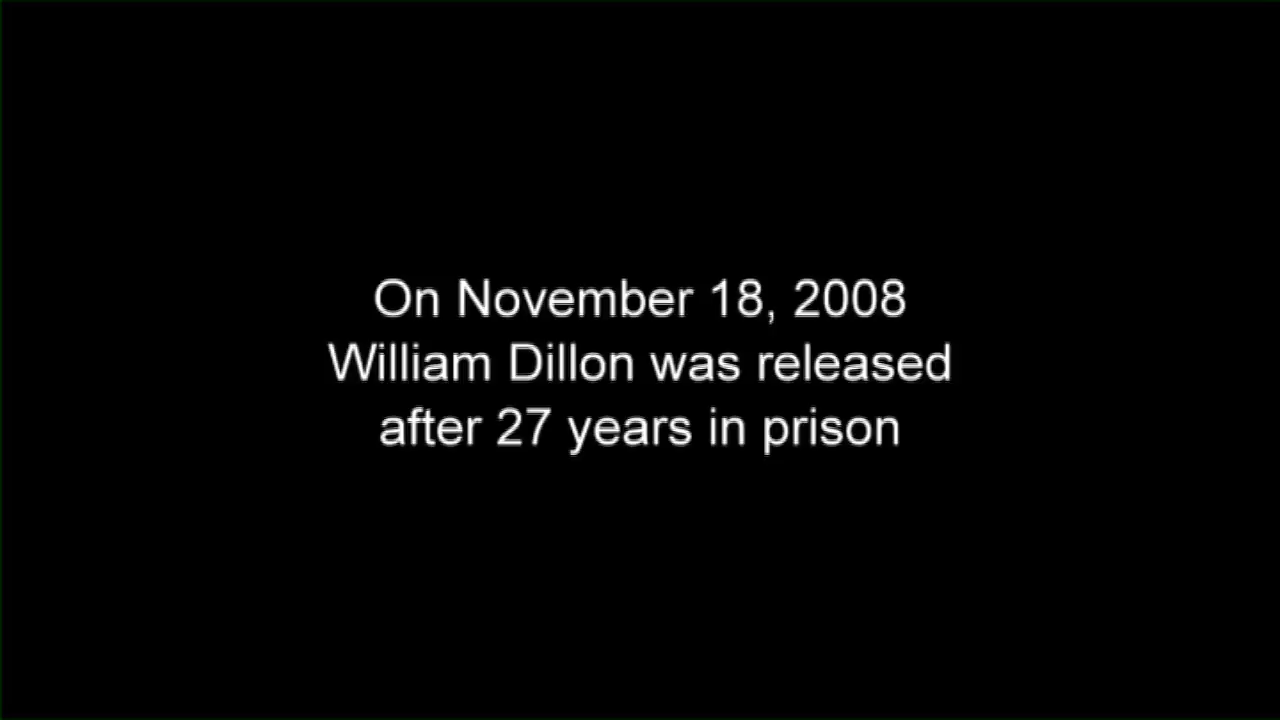 On November 18, 2008
William Dillon was released
after 27 years in prison